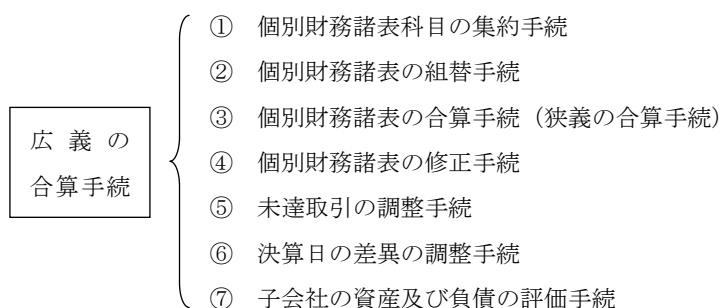 広義の
合算手続
① 個別財務諸表科目の集約手続
② 個別財務諸表の組替手続
③ 個別財務諸表の合算手続（狭義の合算手続）
④ 個別財務諸表の修正手続
⑤ 未達取引の調整手続
⑥ 決算日の差異の調整手続
⑦ 子会社の資産及び負債の評価手続